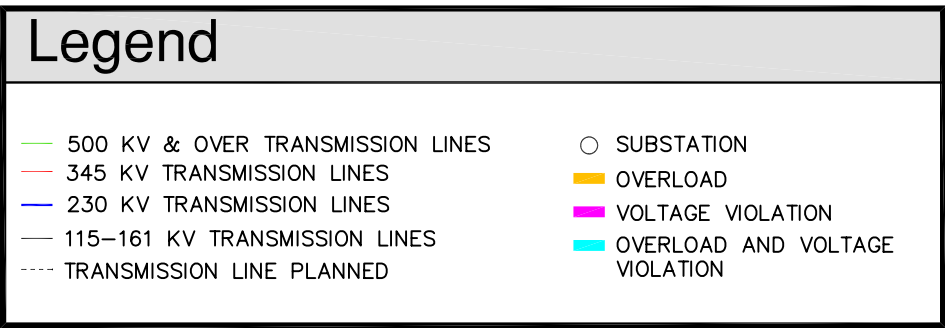 Legend
500 KV & OVER TRANSMISSION LINES
345 KV TRANSMISSION LINES
230 KV TRANSMISSION LINES
115-161 KV TRANSMISSION LINES
TRANSMISSION LINE PLANNED
SUBSTATION
OVERLOAD
VOLTAGE VIOLATION
OVERLOAD AND VOLTAGE
VIOLATION